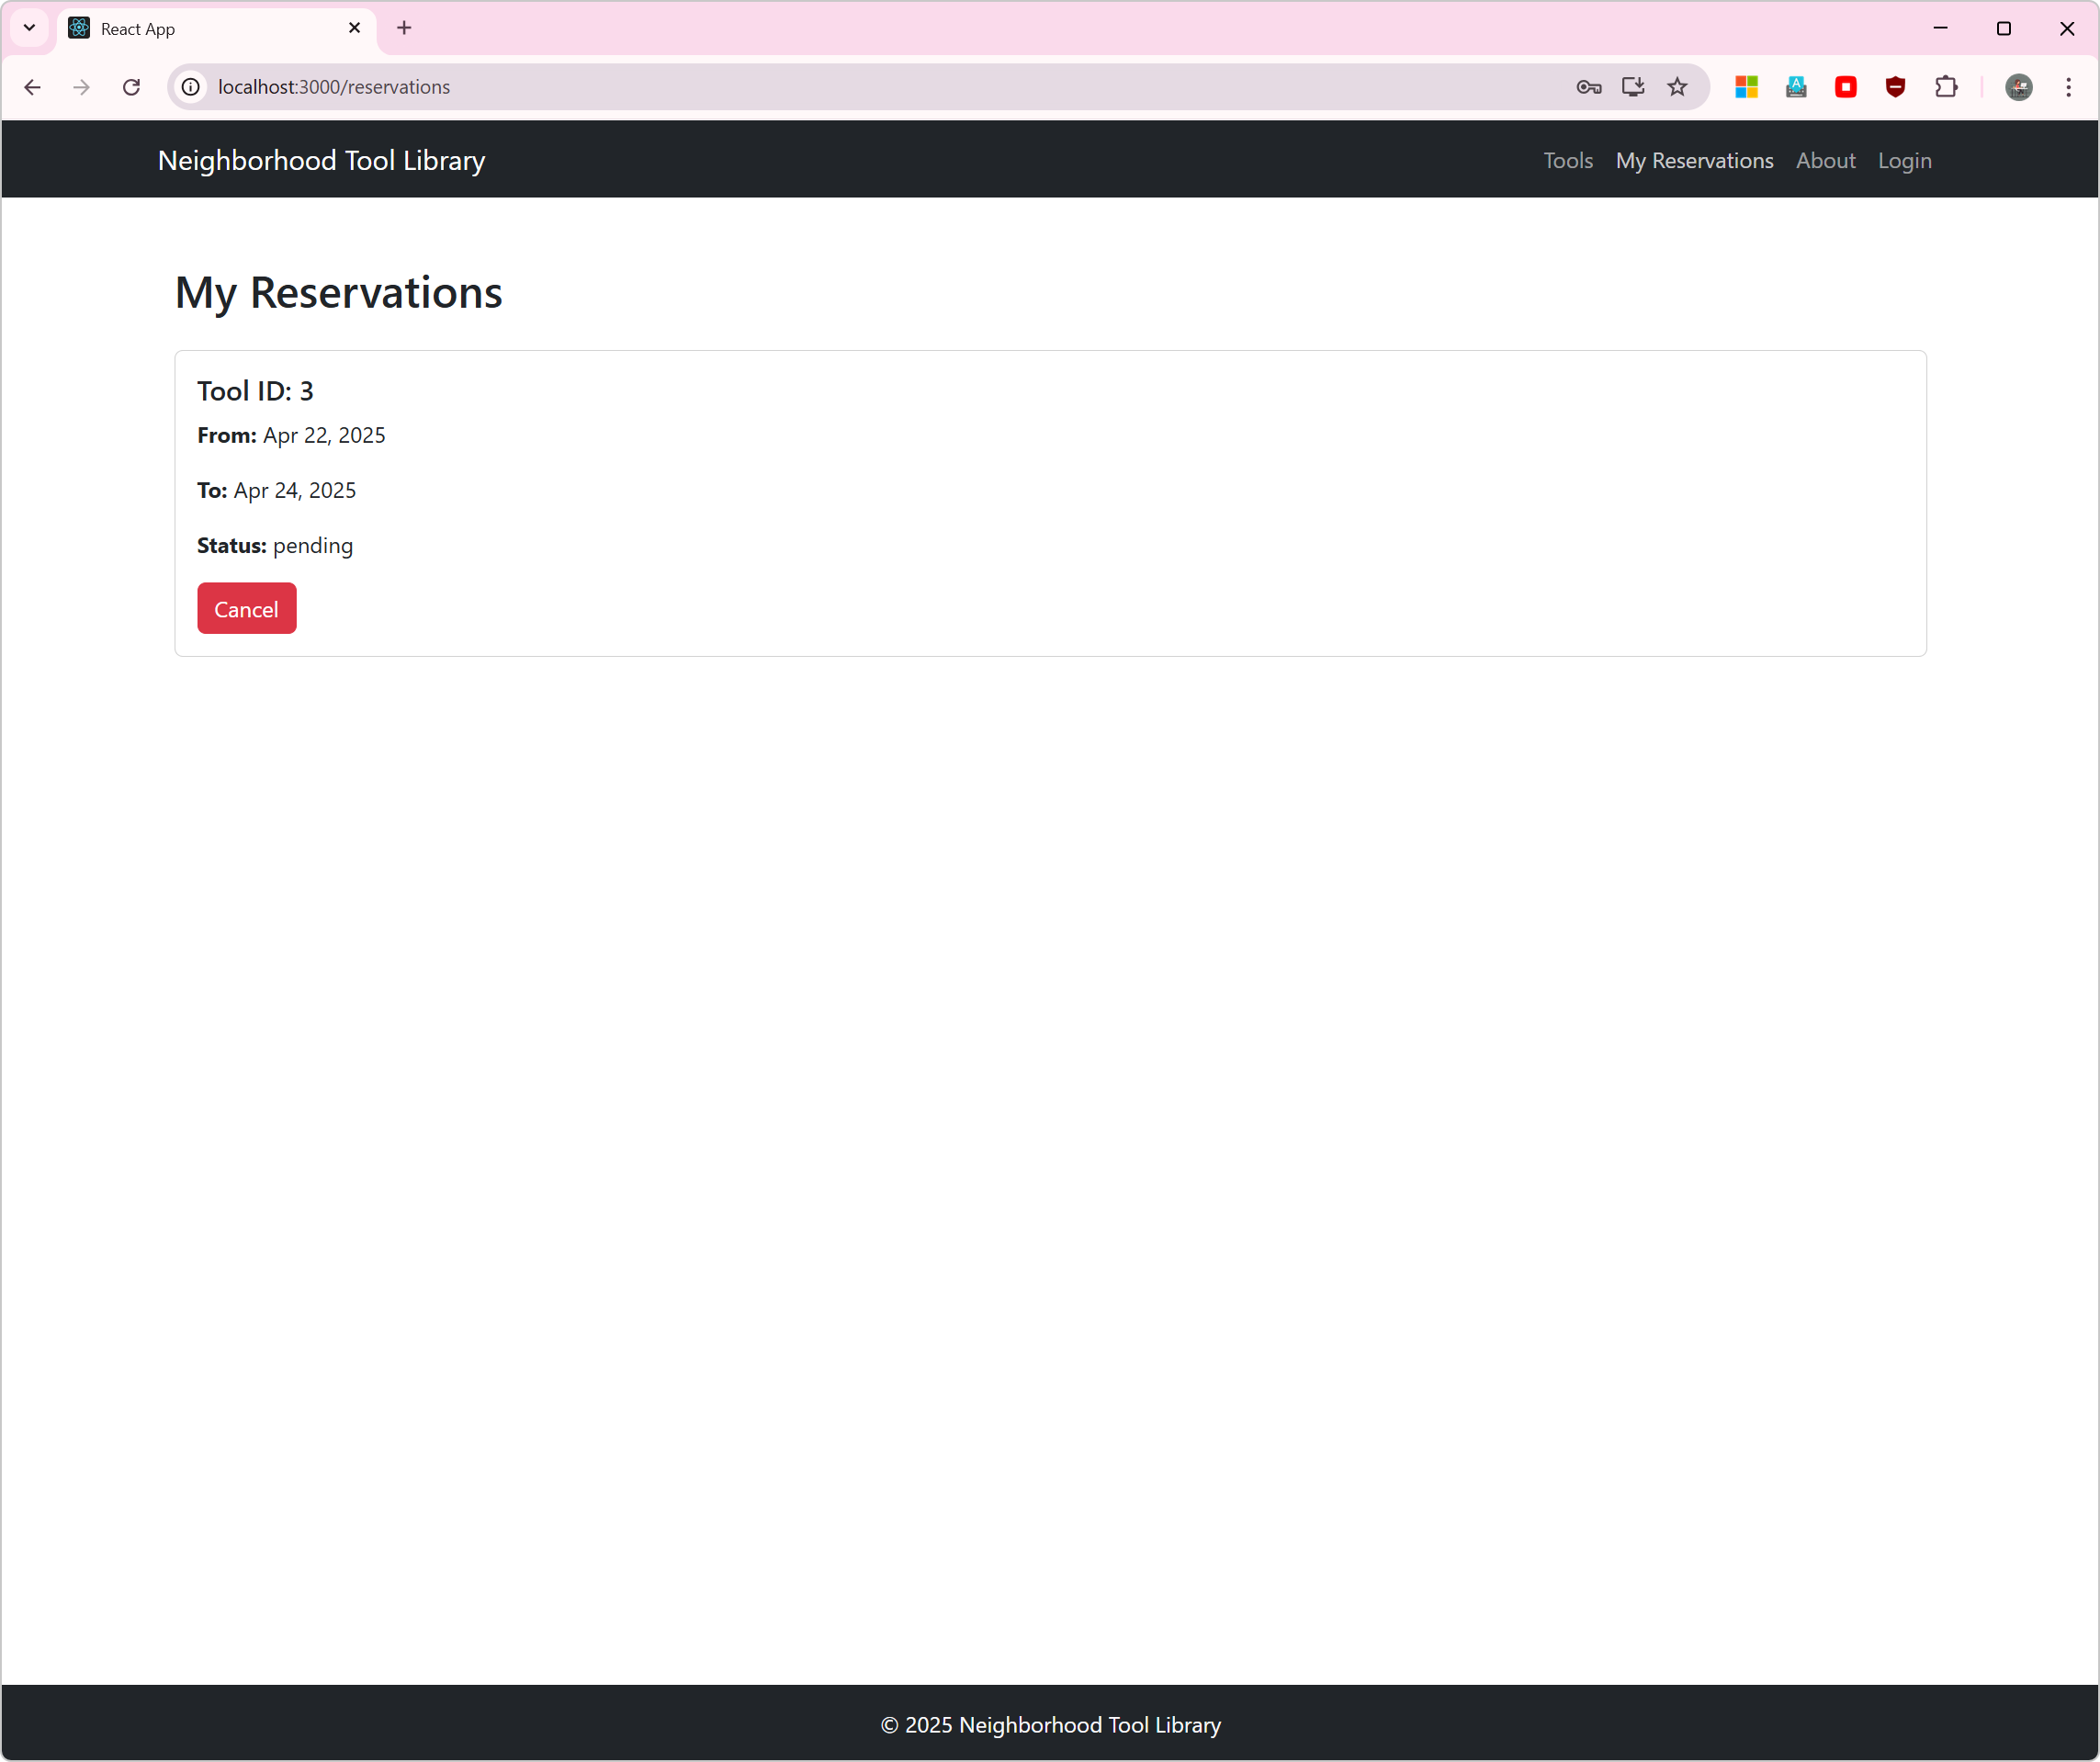 React App
localhost:3000/reservations
Neighborhood Tool Library
Tools My Reservations About Login
My Reservations
Tool ID: 3
From: Apr 22, 2025
To: Apr 24, 2025
Status: pending
Cancel
© 2025 Neighborhood Tool Library